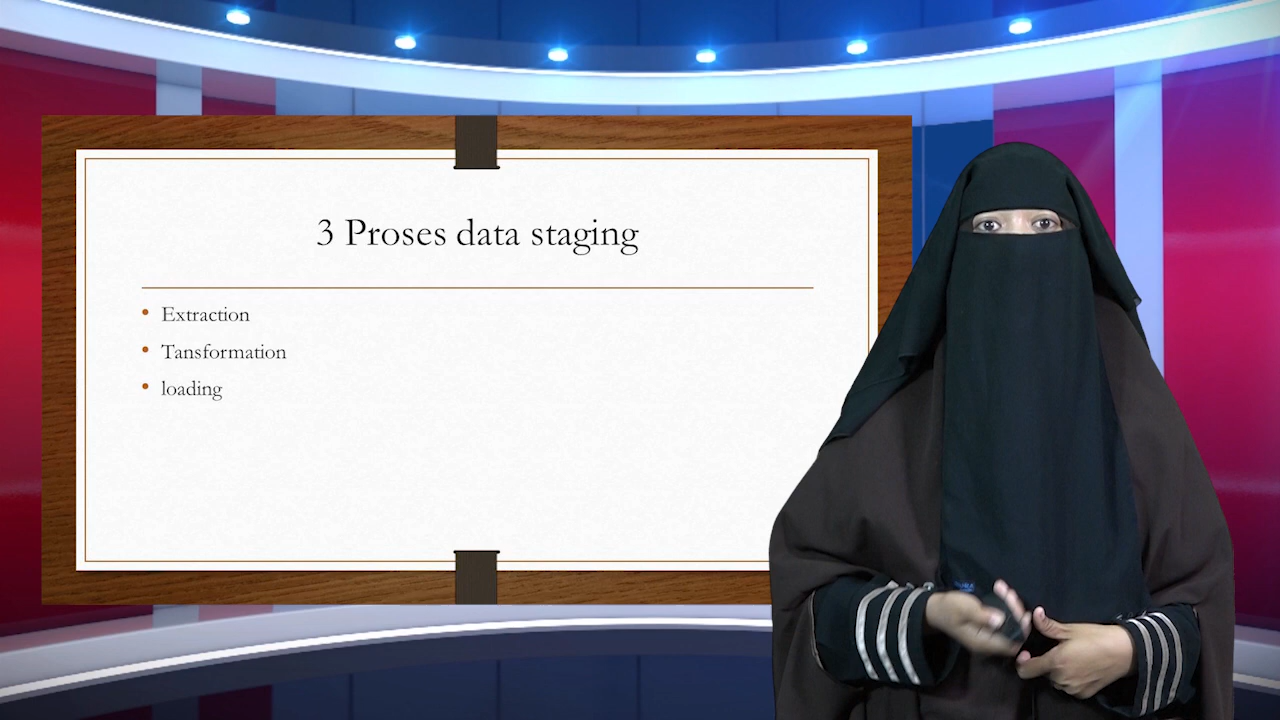 3 Proses data staging
Extraction
Tansformation
loading